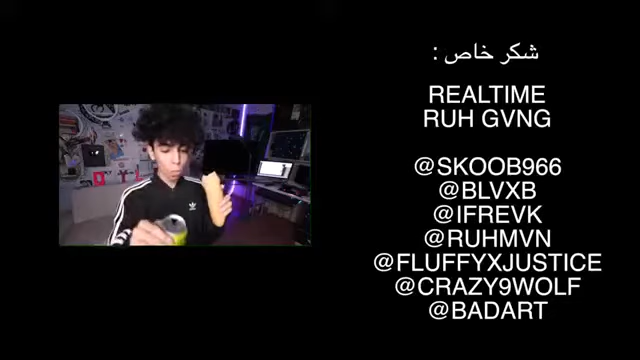 شكر خاص :
REALTIME
RUH GVNG
@SKOOB966
@BLVXB
@IFREVK
@RUHMVN
@FLUFFYXJUSTICE
@CRAZY9WOLF
@BADART